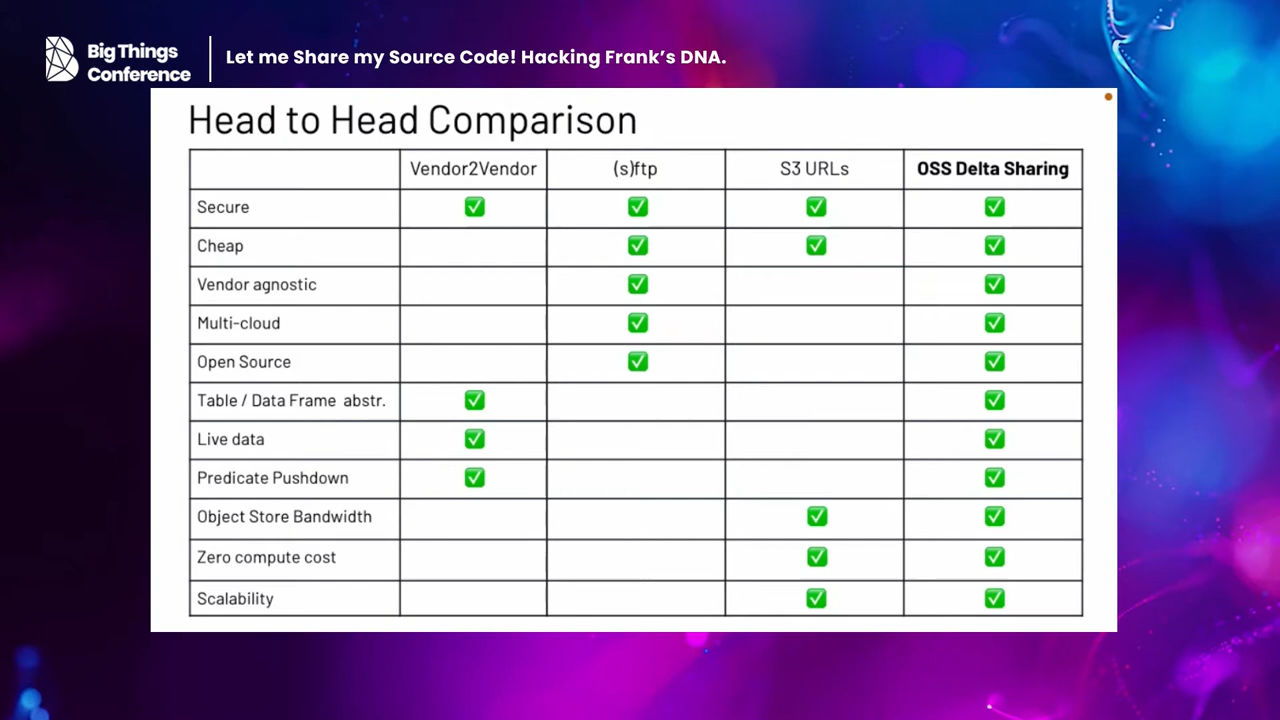 Big Things
Conference
Let me Share my Source Code! Hacking Frank's DNA.
Head to Head Comparison
Vendor2Vendor (s)ftp S3 URLs OSS Delta Sharing
Secure ✅ ✅ ✅ ✅
Cheap ✅ ✅ ✅
Vendor agnostic ✅ ✅
Multi-cloud ✅ ✅
Open Source ✅ ✅
Table / Data Frame abstr. ✅ ✅
Live data ✅ ✅
Predicate Pushdown ✅ ✅
Object Store Bandwidth ✅ ✅
Zero compute cost ✅ ✅
Scalability ✅ ✅